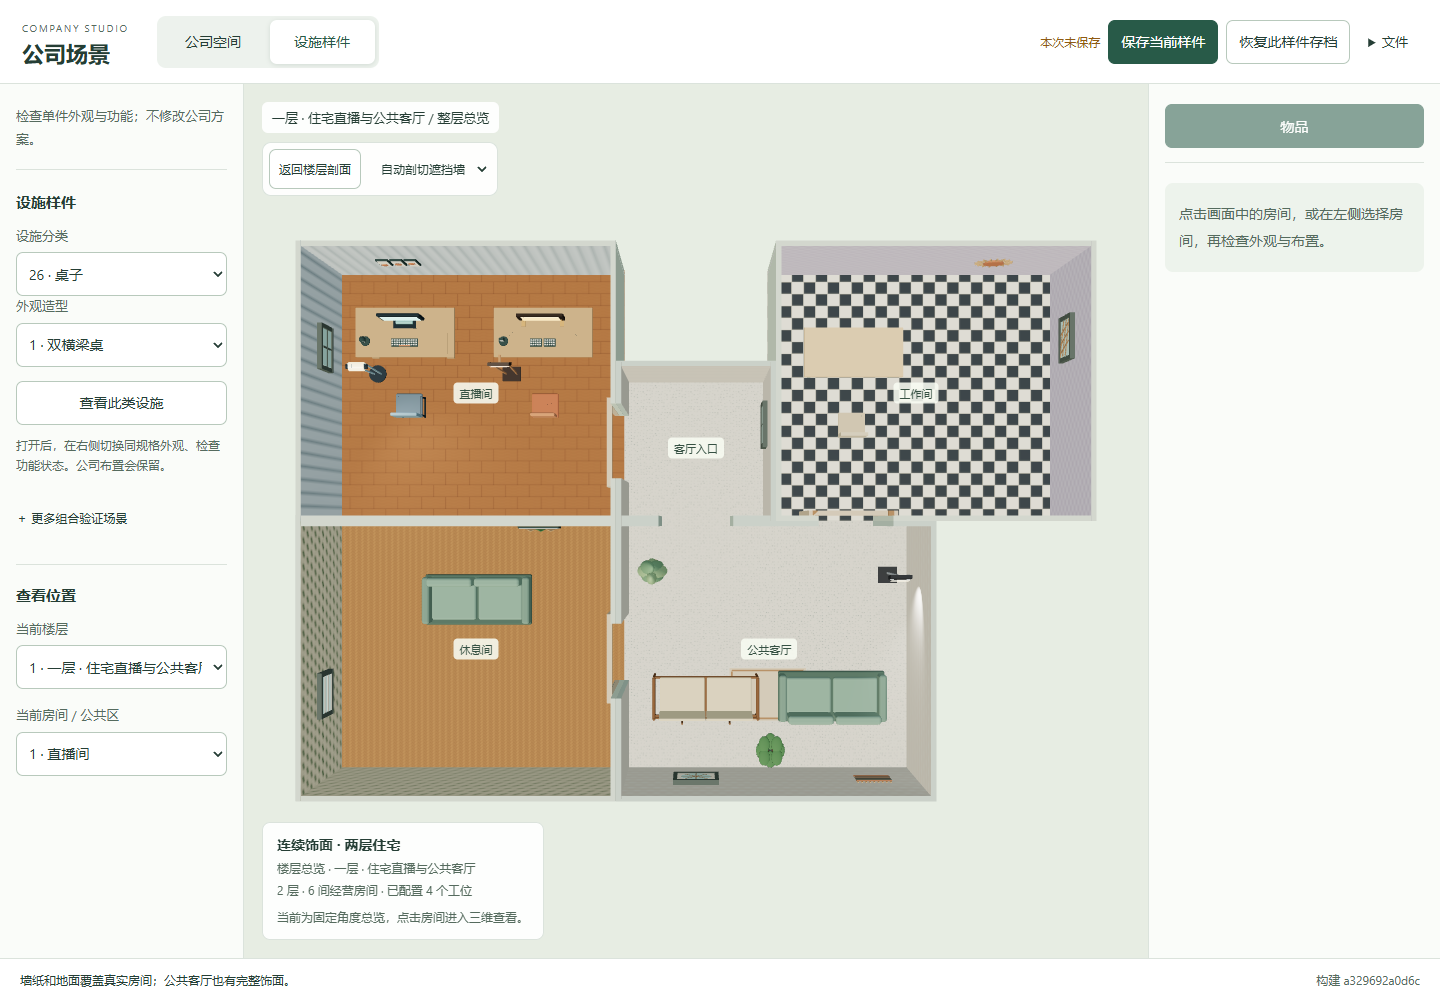 COMPANY STUDIO
公司场景
公司空间
设施样件
本次未保存
保存当前样件
恢复此样件存档
▶ 文件
检查单件外观与功能；不修改公司方
案。
设施样件
设施分类
26 · 桌子
外观造型
1 · 双横梁桌
查看此类设施
打开后，在右侧切换同规格外观、检查
功能状态。公司布置会保留。
+ 更多组合验证场景
查看位置
当前楼层
1 · 一层 · 住宅直播与公共客厅
当前房间 / 公共区
1 · 直播间
一层 · 住宅直播与公共客厅 / 整层总览
返回楼层剖面
自动剖切遮挡墙
直播间
工作间
客厅入口
休息间
公共客厅
连续饰面 · 两层住宅
楼层总览 · 一层 · 住宅直播与公共客厅
2 层 · 6 间经营房间 · 已配置 4 个工位
当前为固定角度总览，点击房间进入三维查看。
物品
点击画面中的房间，或在左侧选择房
间，再检查外观与布置。
墙纸和地面覆盖真实房间；公共客厅也有完整饰面。
构建 a329692a0d6c